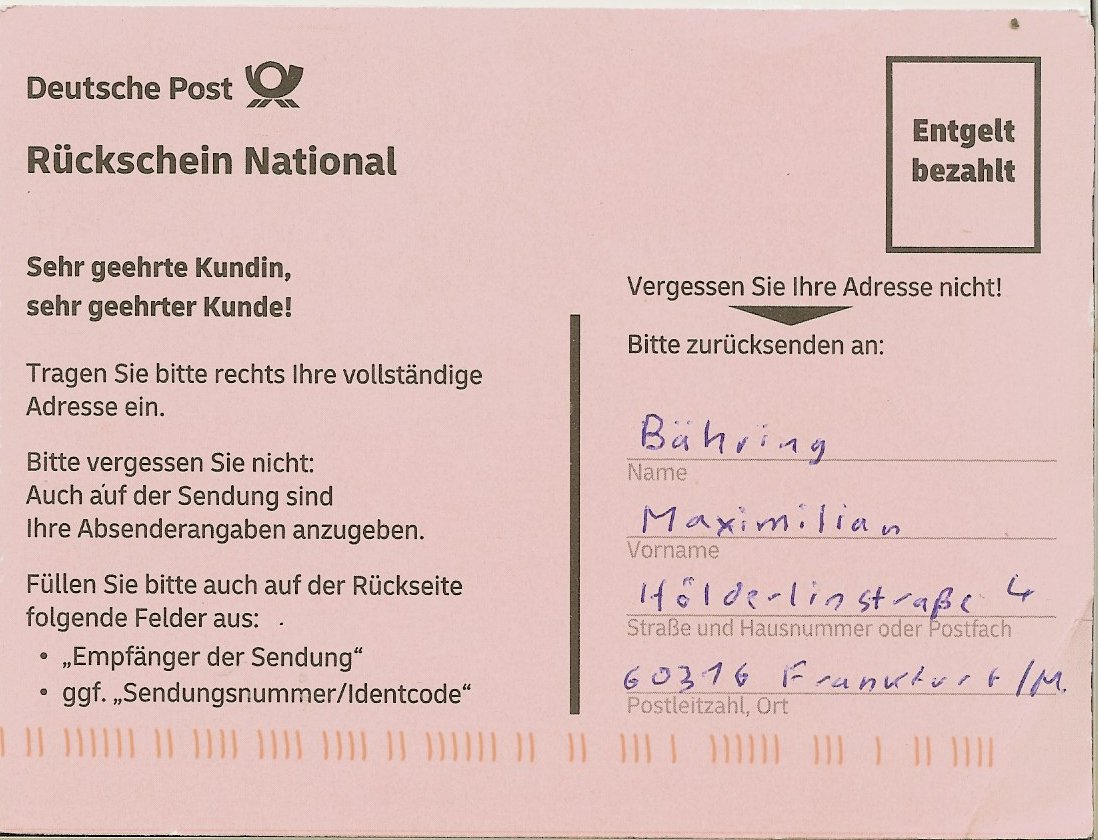 Deutsche Post
Rückschein National
Entgelt
bezahlt
Sehr geehrte Kundin,
sehr geehrter Kunde!
Tragen Sie bitte rechts Ihre vollständige
Adresse ein.
Bitte vergessen Sie nicht:
Auch auf der Sendung sind
Ihre Absenderangaben anzugeben.
Füllen Sie bitte auch auf der Rückseite
folgende Felder aus:
• „Empfänger der Sendung“
• ggf. „Sendungsnummer/Identcode“
Vergessen Sie Ihre Adresse nicht!
Bitte zurücksenden an:
Bähring
Name
Maximilian
Vorname
Hölderlinstraße 4
Straße und Hausnummer oder Postfach
60316 Frankfurt/M.
Postleitzahl, Ort